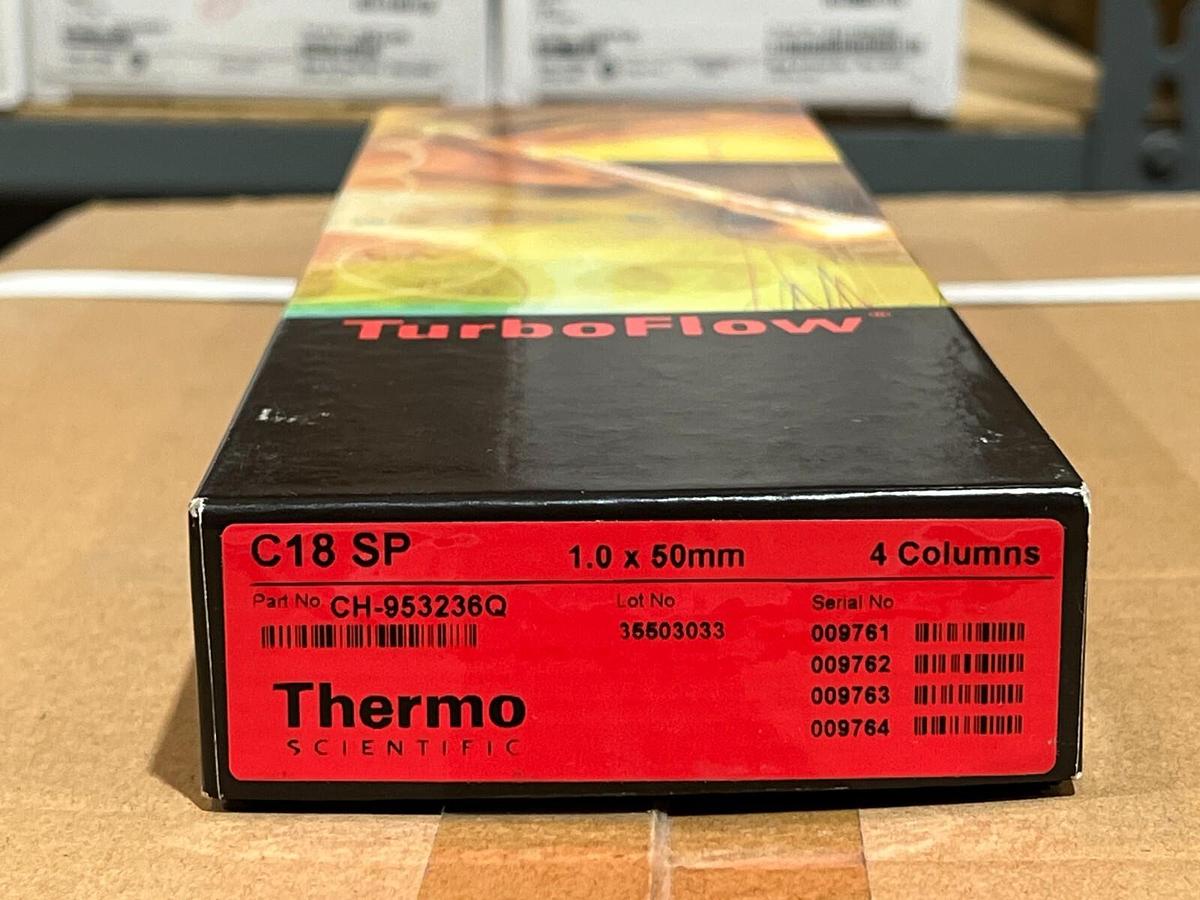 TurboFlow®
C18 SP 1.0 x 50mm 4 Columns
Part No CH-953236Q Lot No Serial No
35503033 009761
009762
009763
009764
Thermo
SCIENTIFIC